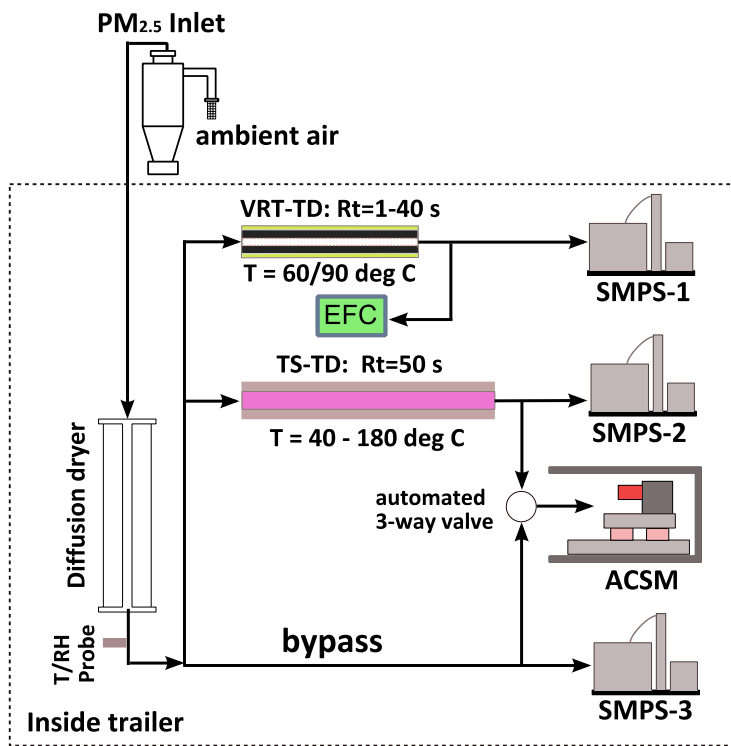 PM2.5 Inlet
ambient air
VRT-TD: Rt=1-40 s
T = 60/90 deg C
EFC
SMPS-1
TS-TD: Rt=50 s
T = 40 - 180 deg C
SMPS-2
Diffusion dryer
automated
3-way valve
ACSM
T/RH
Probe
bypass
SMPS-3
Inside trailer